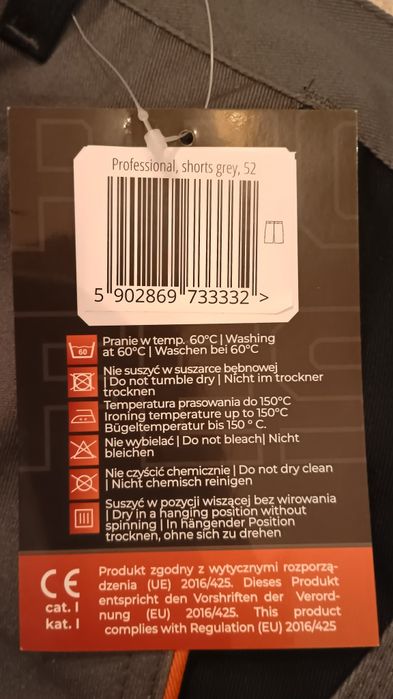 Professional, shorts grey, 52
5 902869 733332 >
60
Pranie w temp. 60°C | Washing
at 60°C | Waschen bei 60°C
Nie suszyć w suszarce bębnowej
| Do not tumble dry | Nicht im trockner
trocknen
Temperatura prasowania do 150°C
Ironing temperature up to 150°C
Bügeltemperatur bis 150 ° C.
Nie wybielać | Do not bleach| Nicht
bleichen
Nie czyścić chemicznie | Do not dry clean
| Nicht chemisch reinigen
Suszyć w pozycji wiszącej bez wirowania
| Dry in a hanging position without
spinning | In hängender Position
trocknen, ohne sich zu drehen
CE
cat. I
kat. I
Produkt zgodny z wytycznymi rozporzą-
dzenia (UE) 2016/425. Dieses Produkt
entspricht den Vorshriften der Verord-
nung (EU) 2016/425. This product
complies with Regulation (EU) 2016/425